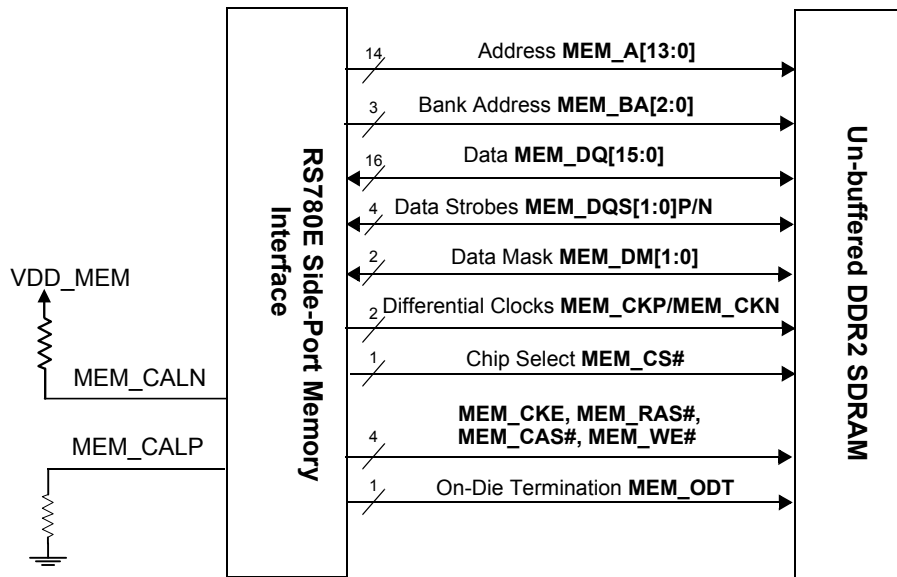 14 Address MEM_A[13:0]
3 Bank Address MEM_BA[2:0]
16 Data MEM_DQ[15:0]
4 Data Strobes MEM_DQS[1:0]P/N
2 Data Mask MEM_DM[1:0]
2 Differential Clocks MEM_CKP/MEM_CKN
1 Chip Select MEM_CS#
MEM_CKE, MEM_RAS#,
4 MEM_CAS#, MEM_WE#
1 On-Die Termination MEM_ODT
RS780E Side-Port Memory
Interface
Un-buffered DDR2 SDRAM
VDD_MEM
MEM_CALN
MEM_CALP